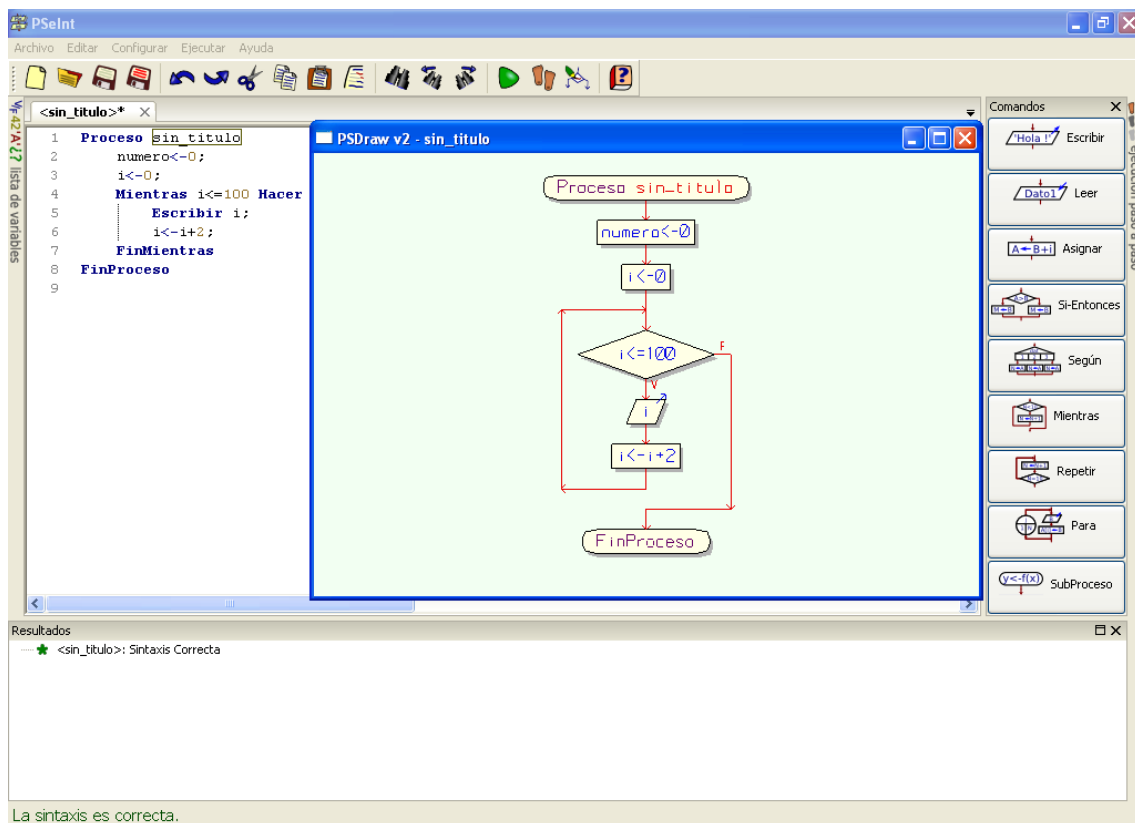 PSeInt
Archivo Editar Configurar Ejecutar Ayuda
<sin_titulo>*
1 Proceso sin_titulo
2 numero<-0;
3 i<-0;
4 Mientras i<=100 Hacer
5 Escribir i;
6 i<-i+2;
7 FinMientras
8 FinProceso
9
lista de variables
PSDraw v2 - sin_titulo
Proceso sin_titulo
numero<-0
i<-0
i<=100
F
V
i
i<-i+2
FinProceso
Comandos
'Hola !' Escribir
Dato1 Leer
A←B+i Asignar
Si-Entonces
Según
Mientras
Repetir
Para
y<-f(x) SubProceso
ejecucion paso a paso
Resultados
<sin_titulo>: Sintaxis Correcta
La sintaxis es correcta.